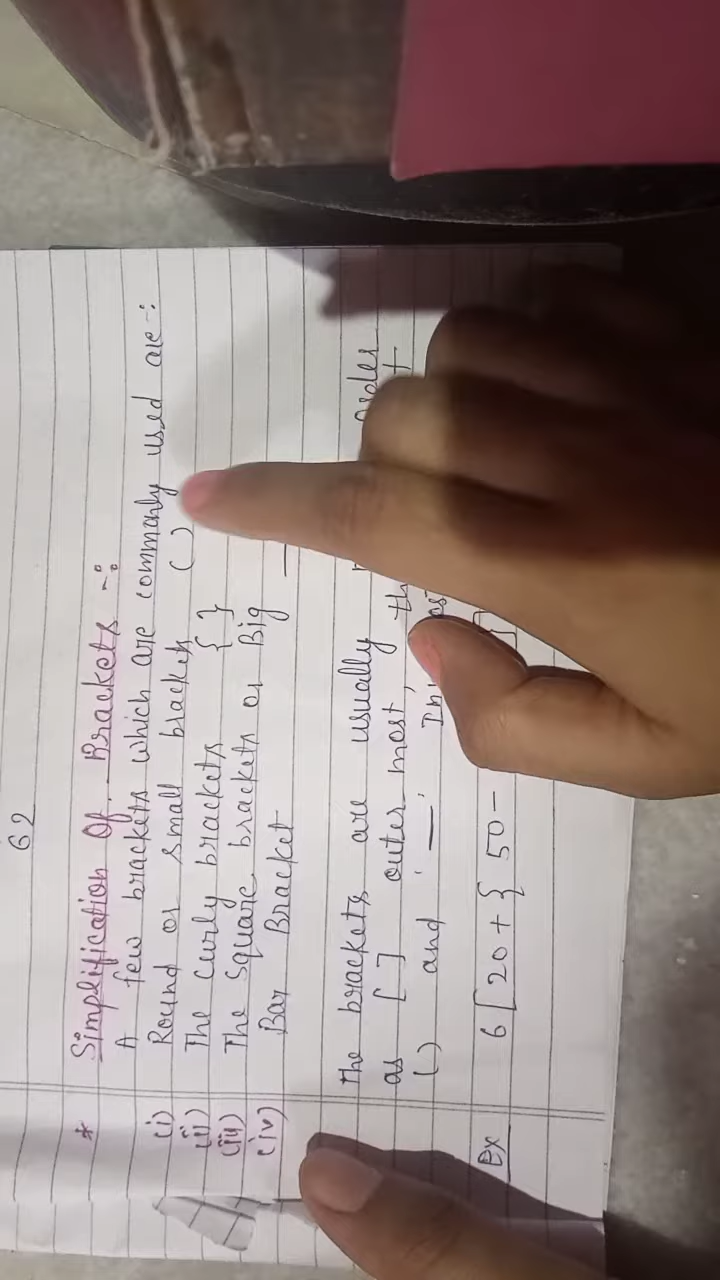 62
* Simplification Of Brackets -:
A few brackets which are commonly used are -:
(i) Round or small brackets ( )
(ii) The curly brackets { }
(iii) The square brackets or Big
(iv) Bar Bracket —
The brackets are usually order
as [ ] outer most,
( ) and '—'.
Ex 6[20+{50-